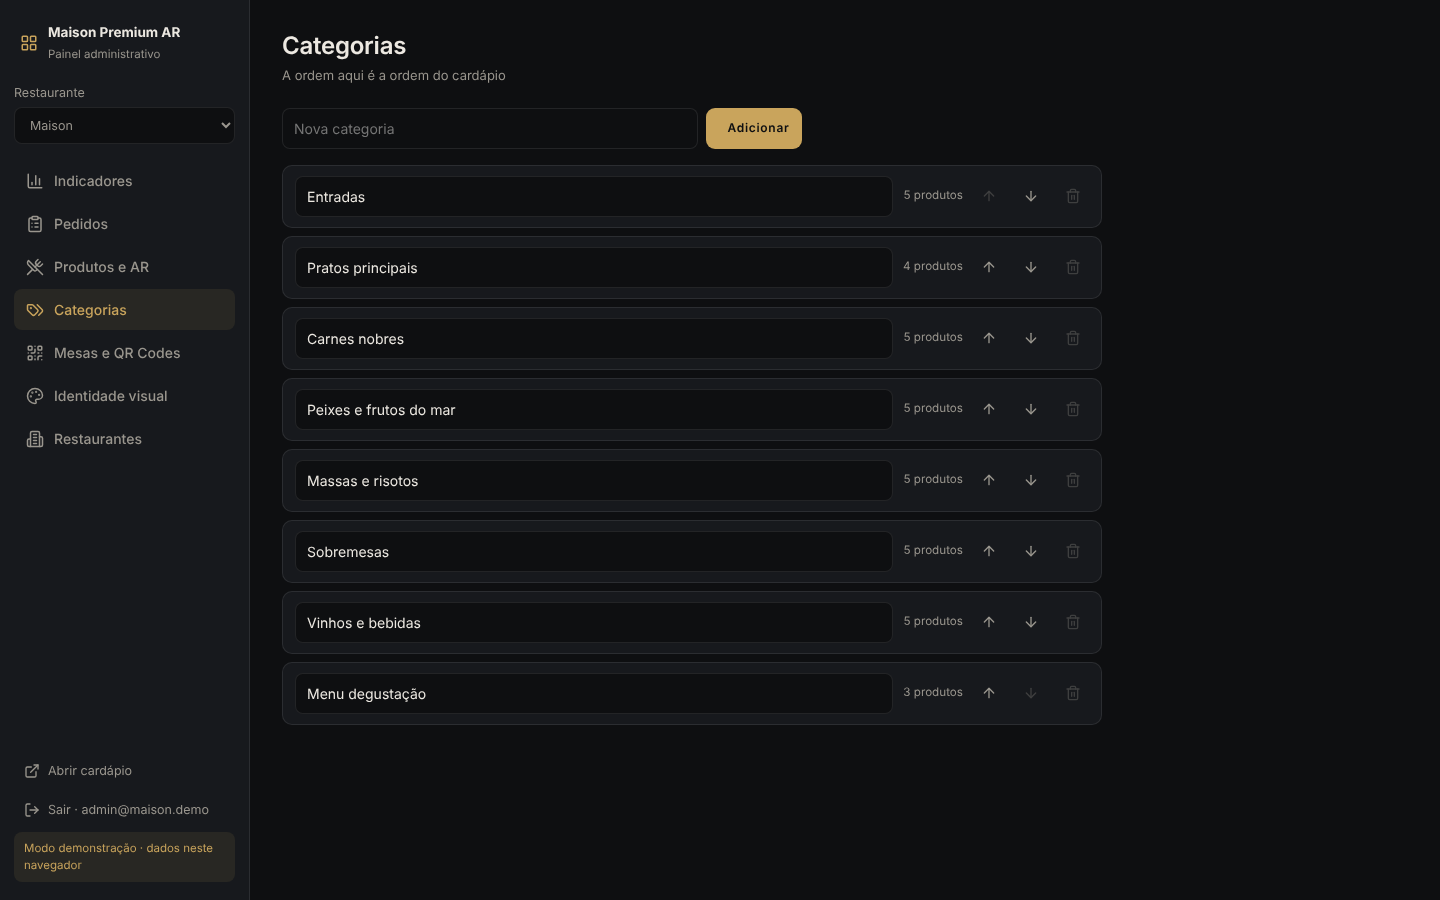 Maison Premium AR
Painel administrativo
Restaurante
Maison
Indicadores
Pedidos
Produtos e AR
Categorias
Mesas e QR Codes
Identidade visual
Restaurantes
Abrir cardápio
Sair · admin@maison.demo
Modo demonstração · dados neste
navegador
Categorias
A ordem aqui é a ordem do cardápio
Nova categoria
Adicionar
Entradas 5 produtos
Pratos principais 4 produtos
Carnes nobres 5 produtos
Peixes e frutos do mar 5 produtos
Massas e risotos 5 produtos
Sobremesas 5 produtos
Vinhos e bebidas 5 produtos
Menu degustação 3 produtos